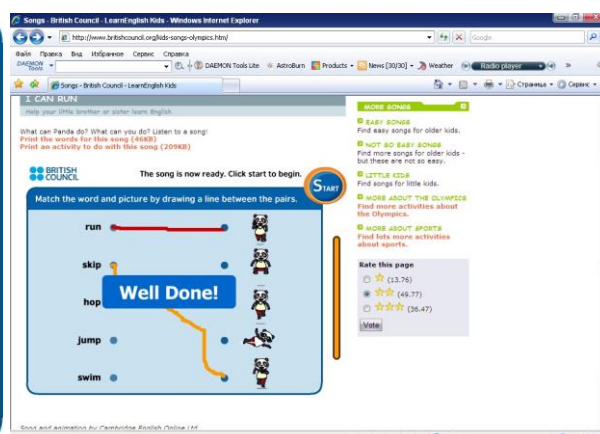 Songs - British Council - LearnEnglish Kids - Windows Internet Explorer
http://www.britishcouncil.org/kids-songs-olympics.htm
Google
Файл Правка Вид Избранное Сервис Справка
DAEMON Tools
DAEMON Tools Lite AstroBurn Products News [30/30] Weather Radio player
Songs - British Council - LearnEnglish Kids
Страница Сервис
I CAN RUN
Help your little brother or sister learn English
What can Panda do? What can you do? Listen to a song!
Print the words for this song (46KB)
Print an activity to do with this song (209KB)
BRITISH COUNCIL
The song is now ready. Click start to begin.
START
Match the word and picture by drawing a line between the pairs.
run
skip
hop
jump
swim
Well Done!
Song and animation by Cambridge English Online Ltd
MORE SONGS
EASY SONGS
Find easy songs for older kids.
NOT SO EASY SONGS
Find more songs for older kids -
but these are not so easy.
LITTLE KIDS
Find songs for little kids.
MORE ABOUT THE OLYMPICS
Find more activities about
the Olympics.
MORE ABOUT SPORTS
Find lots more activities
about sports.
Rate this page
(13.76)
(49.77)
(36.47)
Vote